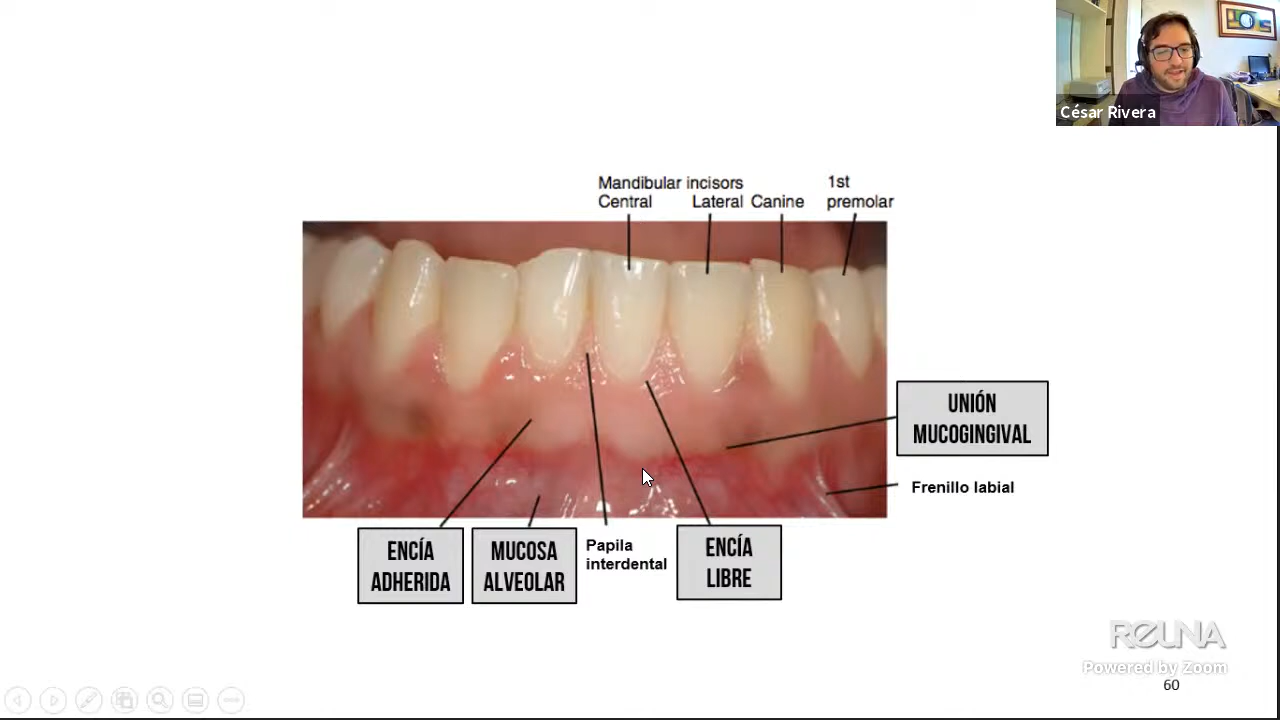 César Rivera
Mandibular incisors
Central
Lateral
Canine
1st
premolar
UNIÓN
MUCOGINGIVAL
Frenillo labial
ENCÍA
ADHERIDA
MUCOSA
ALVEOLAR
Papila
interdental
ENCÍA
LIBRE
REUNA
Powered by Zoom
60